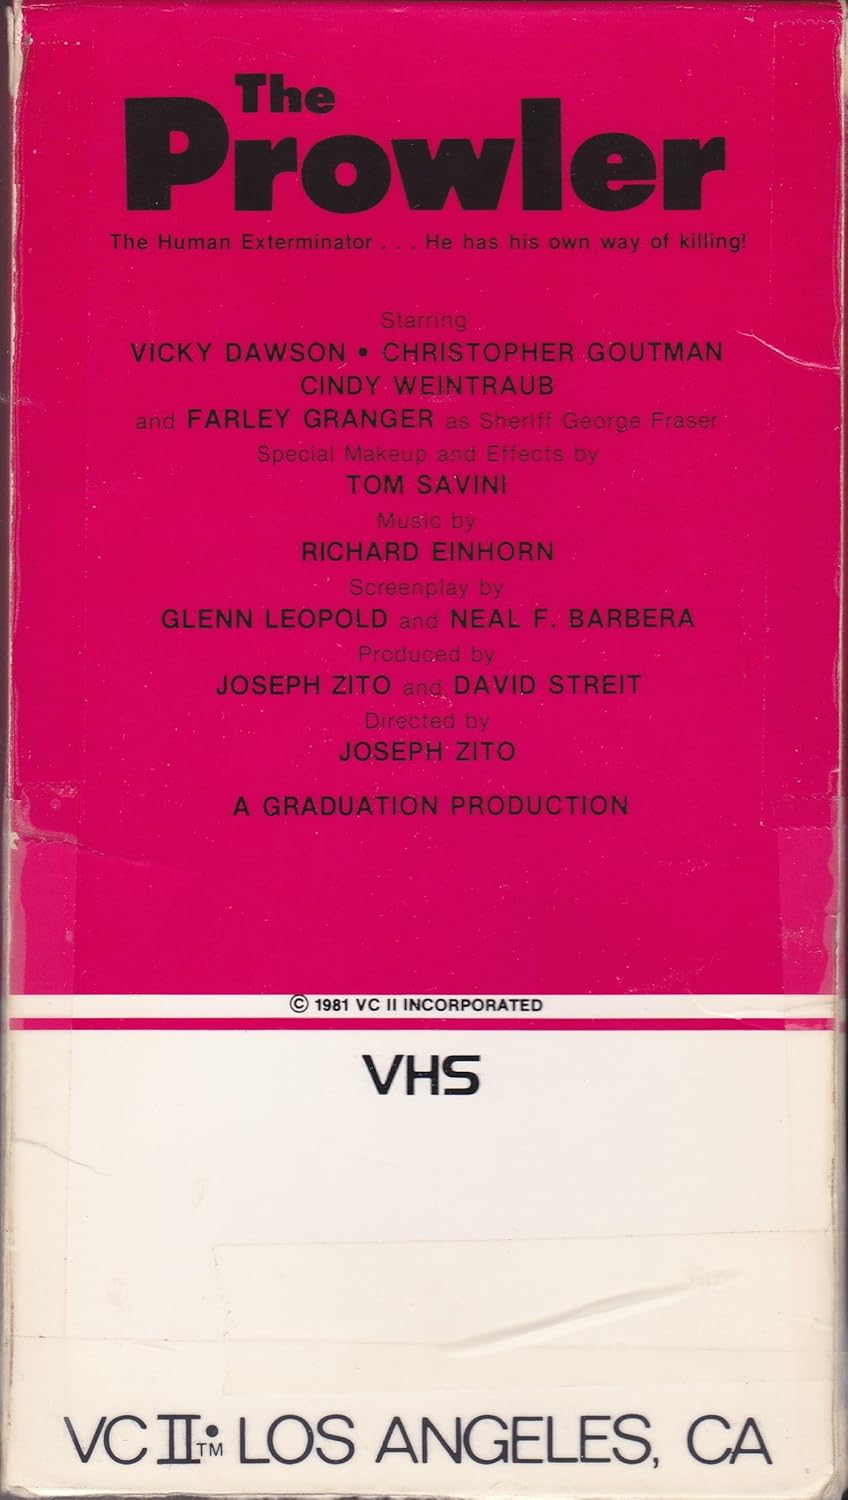 The
Prowler
The Human Exterminator . . . He has his own way of killing!
Starring
VICKY DAWSON • CHRISTOPHER GOUTMAN
CINDY WEINTRAUB
and FARLEY GRANGER as Sheriff George Fraser
Special Makeup and Effects by
TOM SAVINI
Music by
RICHARD EINHORN
Screenplay by
GLENN LEOPOLD and NEAL F. BARBERA
Produced by
JOSEPH ZITO and DAVID STREIT
Directed by
JOSEPH ZITO
A GRADUATION PRODUCTION
© 1981 VC II INCORPORATED
VHS
VC II•™ LOS ANGELES, CA